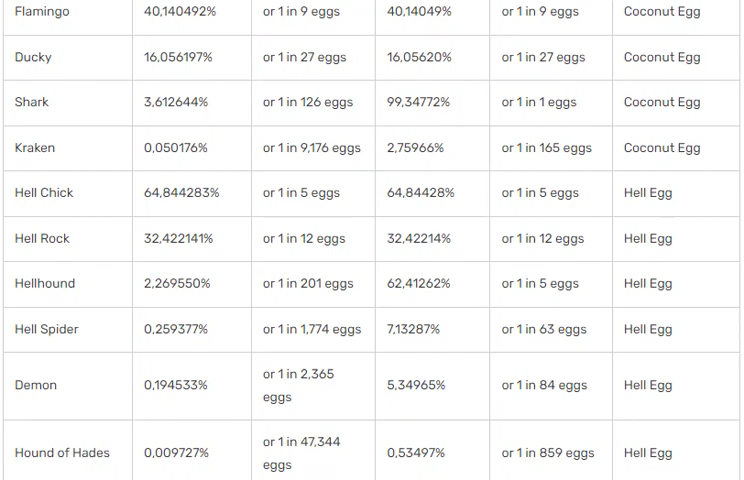 Flamingo 40,140492% or 1 in 9 eggs 40,14049% or 1 in 9 eggs Coconut Egg
Ducky 16,056197% or 1 in 27 eggs 16,05620% or 1 in 27 eggs Coconut Egg
Shark 3,612644% or 1 in 126 eggs 99,34772% or 1 in 1 eggs Coconut Egg
Kraken 0,050176% or 1 in 9,176 eggs 2,75966% or 1 in 165 eggs Coconut Egg
Hell Chick 64,844283% or 1 in 5 eggs 64,84428% or 1 in 5 eggs Hell Egg
Hell Rock 32,422141% or 1 in 12 eggs 32,42214% or 1 in 12 eggs Hell Egg
Hellhound 2,269550% or 1 in 201 eggs 62,41262% or 1 in 5 eggs Hell Egg
Hell Spider 0,259377% or 1 in 1,774 eggs 7,13287% or 1 in 63 eggs Hell Egg
Demon 0,194533% or 1 in 2,365
eggs 5,34965% or 1 in 84 eggs Hell Egg
Hound of Hades 0,009727% or 1 in 47,344
eggs 0,53497% or 1 in 859 eggs Hell Egg